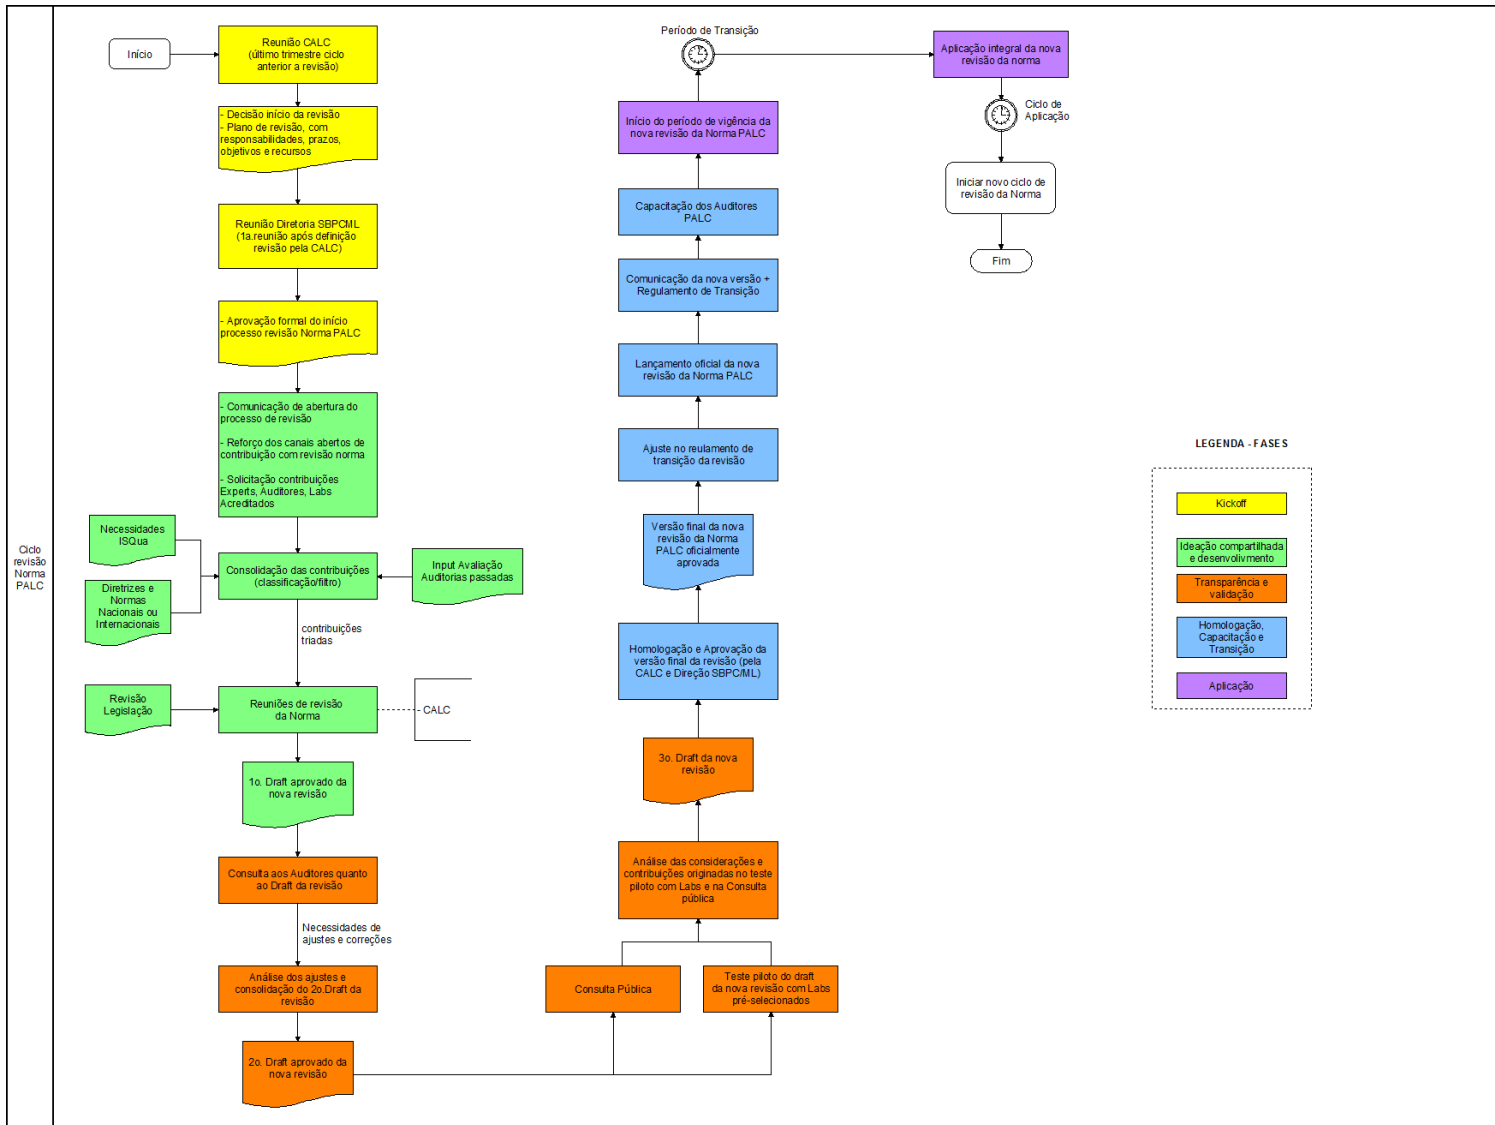 Ciclo
revisão
Norma
PALC
Início
Reunião CALC
(último trimestre ciclo
anterior a revisão)
- Decisão início da revisão
- Plano de revisão, com
responsabilidades, prazos,
objetivos e recursos
Reunião Diretoria SBPCML
(1a.reunião após definição
revisão pela CALC)
- Aprovação formal do início
processo revisão Norma PALC
- Comunicação de abertura do
processo de revisão
- Reforço dos canais abertos de
contribuição com revisão norma
- Solicitação contribuições
Experts, Auditores, Labs
Acreditados
Necessidades
ISQua
Diretrizes e
Normas
Nacionais ou
Internacionais
Consolidação das contribuições
(classificação/filtro)
Input Avaliação
Auditorias passadas
contribuições
triadas
Revisão
Legislação
Reuniões de revisão
da Norma
- CALC
1o. Draft aprovado da
nova revisão
Consulta aos Auditores quanto
ao Draft da revisão
Necessidades de
ajustes e correções
Análise dos ajustes e
consolidação do 2o.Draft da
revisão
2o. Draft aprovado da
nova revisão
Consulta Pública
Teste piloto do draft
da nova revisão com Labs
pré-selecionados
Análise das considerações e
contribuições originadas no teste
piloto com Labs e na Consulta
pública
3o. Draft da nova
revisão
Homologação e Aprovação da
versão final da revisão (pela
CALC e Direção SBPC/ML)
Versão final da nova
revisão da Norma
PALC oficialmente
aprovada
Ajuste no reulamento de
transição da revisão
Lançamento oficial da nova
revisão da Norma PALC
Comunicação da nova versão +
Regulamento de Transição
Capacitação dos Auditores
PALC
Início do período de vigência da
nova revisão da Norma PALC
Período de Transição
Aplicação integral da nova
revisão da norma
Ciclo de
Aplicação
Iniciar novo ciclo de
revisão da Norma
Fim
LEGENDA - FASES
Kickoff
Ideação compartilhada
e desenvolivmento
Transparência e
validação
Homologação,
Capacitação e
Transição
Aplicação